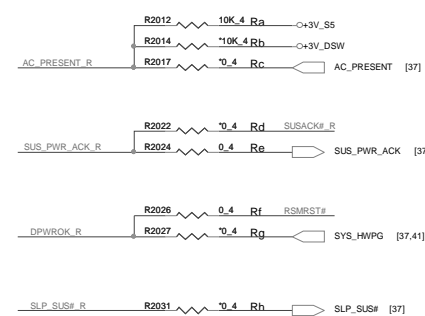 R2012 10K_4 Ra +3V_S5
R2014 *10K_4 Rb +3V_DSW
AC_PRESENT_R R2017 *0_4 Rc AC_PRESENT [37]
R2022 *0_4 Rd SUSACK#_R
SUS_PWR_ACK_R R2024 0_4 Re SUS_PWR_ACK [37
R2026 0_4 Rf RSMRST#
DPWROK_R R2027 *0_4 Rg SYS_HWPG [37,41]
SLP_SUS#_R R2031 *0_4 Rh SLP_SUS# [37]